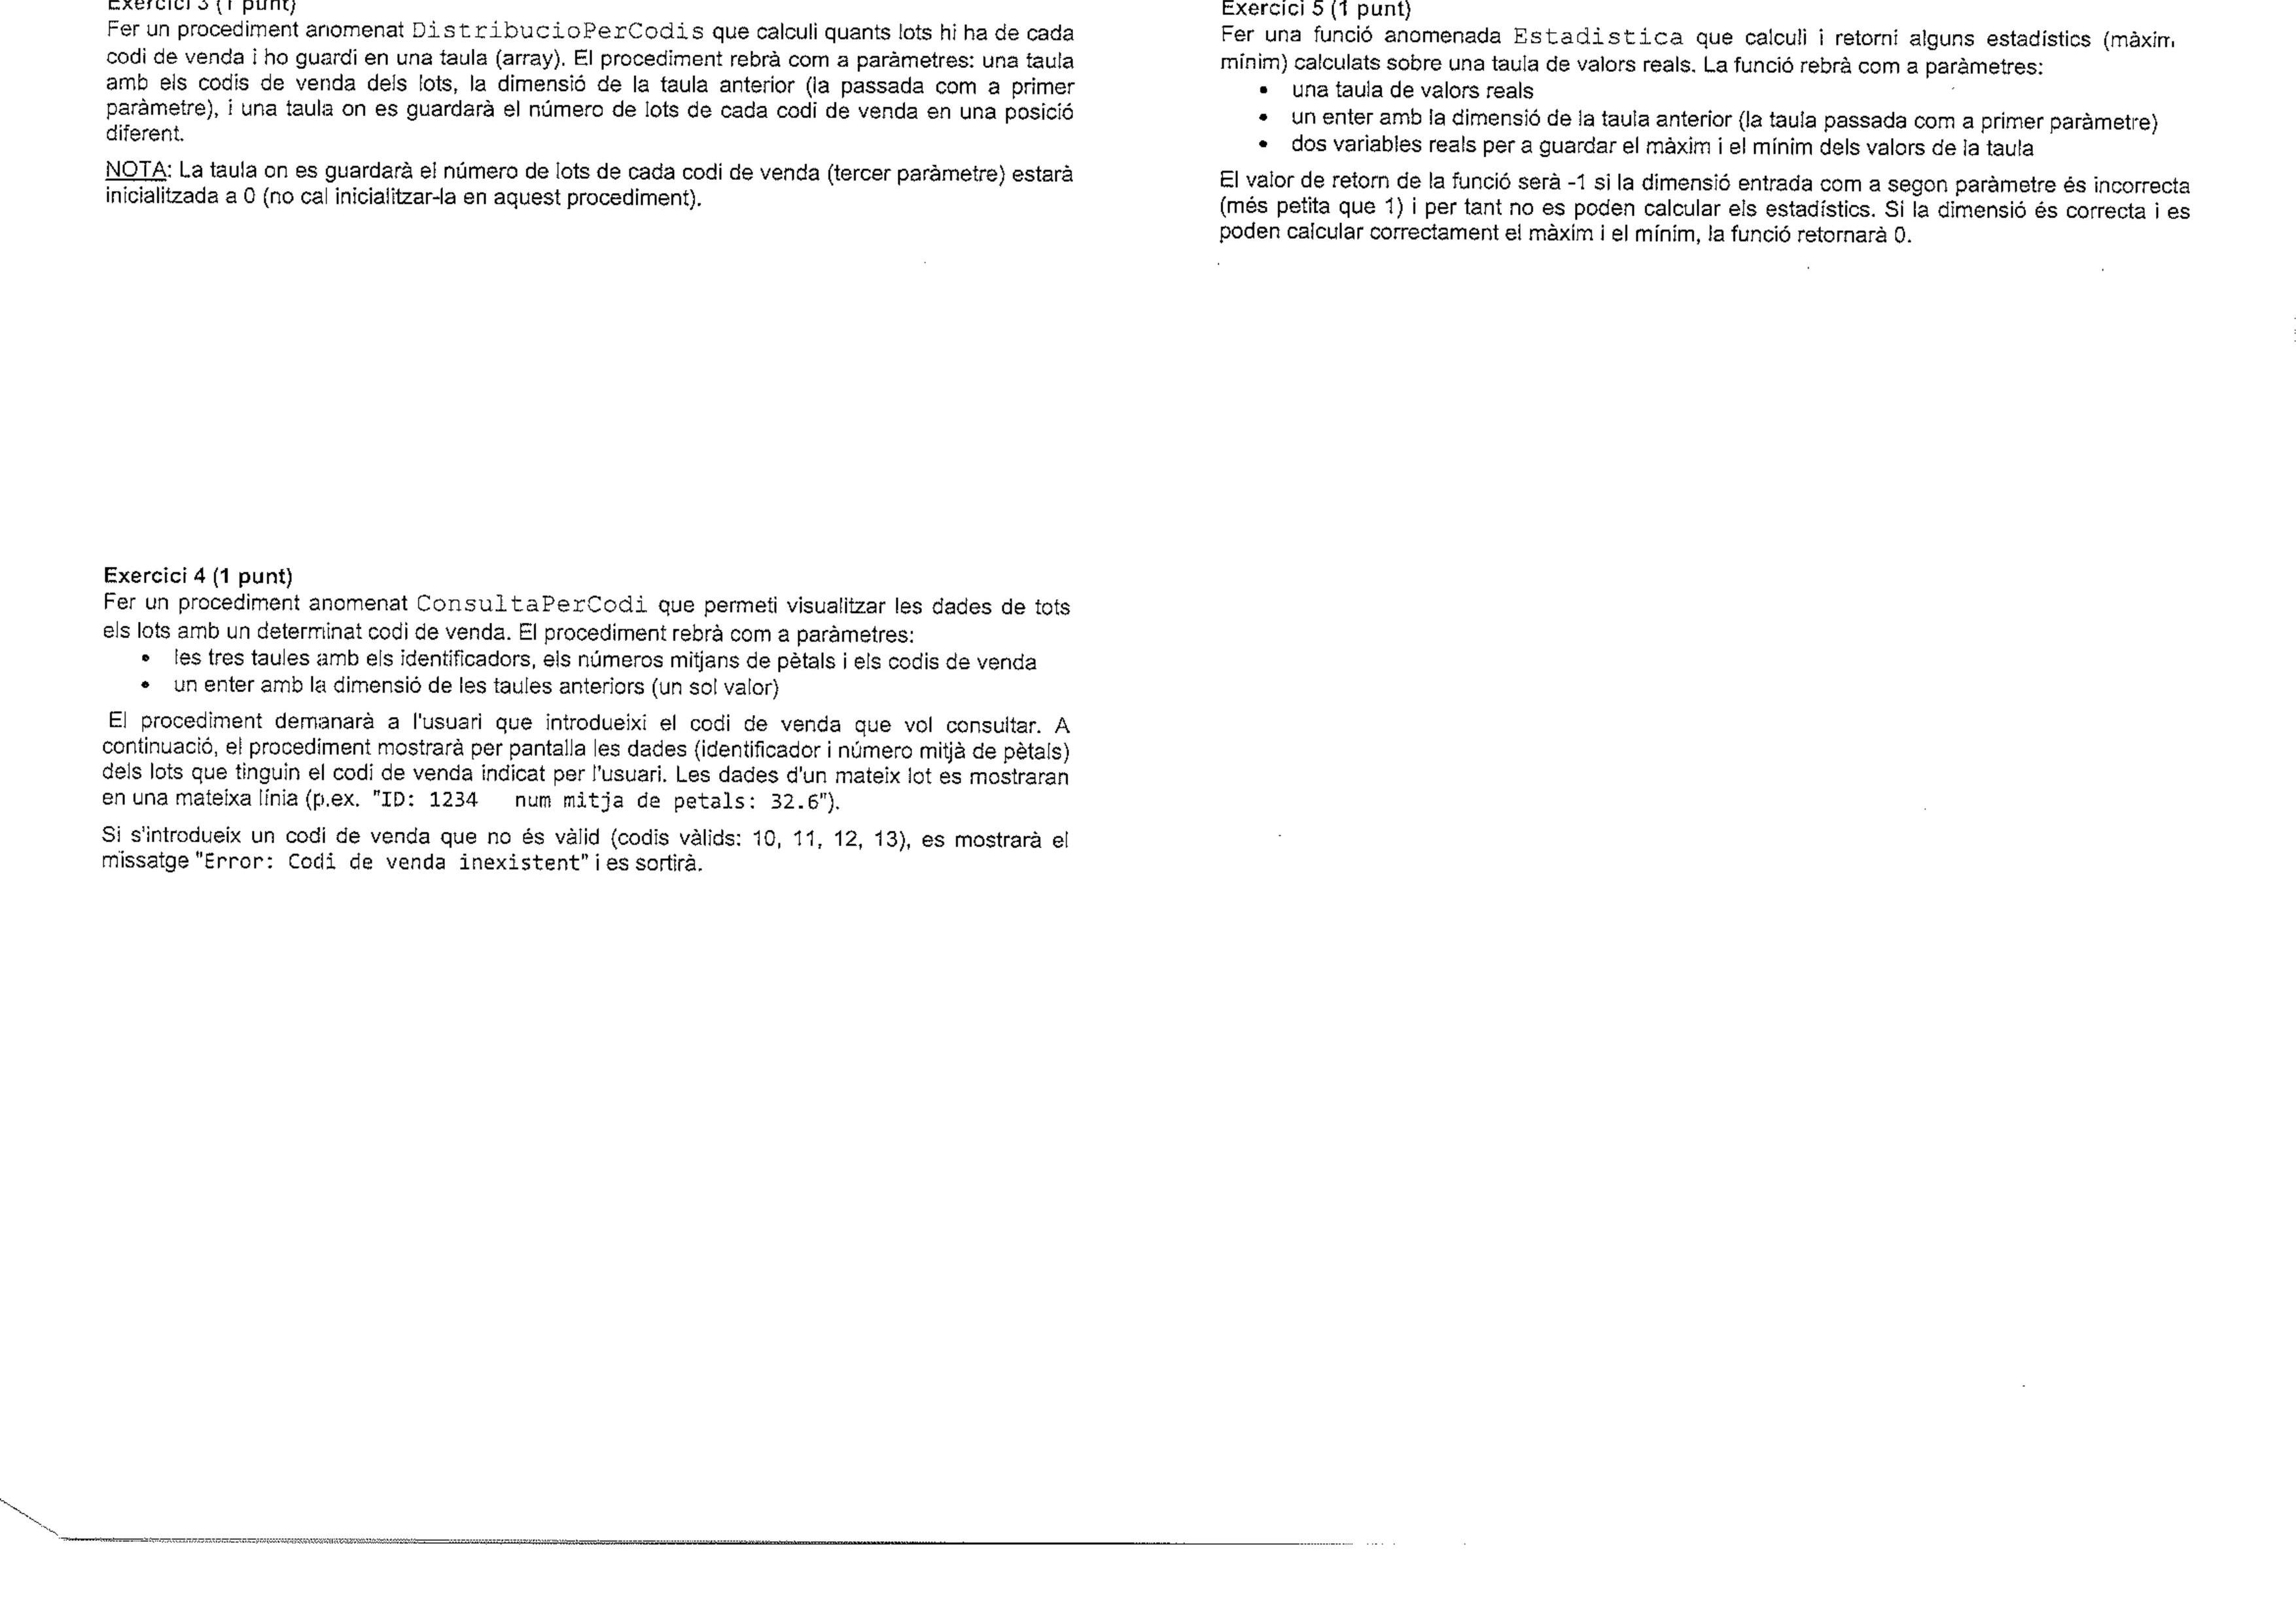 Exercici 3 (1 punt)
Fer un procediment anomenat DistribucioPerCodis que calculi quants lots hi ha de cada
codi de venda i ho guardi en una taula (array). El procediment rebrà com a paràmetres: una taula
amb els codis de venda dels lots, la dimensió de la taula anterior (la passada com a primer
paràmetre), i una taula on es guardarà el número de lots de cada codi de venda en una posició
diferent.
NOTA: La taula on es guardarà el número de lots de cada codi de venda (tercer paràmetre) estarà
inicialitzada a 0 (no cal inicialitzar-la en aquest procediment).
Exercici 4 (1 punt)
Fer un procediment anomenat ConsultaPerCodi que permeti visualitzar les dades de tots
els lots amb un determinat codi de venda. El procediment rebrà com a paràmetres:
• les tres taules amb els identificadors, els números mitjans de pètals i els codis de venda
• un enter amb la dimensió de les taules anteriors (un sol valor)
El procediment demanarà a l'usuari que introdueixi el codi de venda que vol consultar. A
continuació, el procediment mostrarà per pantalla les dades (identificador i número mitjà de pètals)
dels lots que tinguin el codi de venda indicat per l'usuari. Les dades d'un mateix lot es mostraran
en una mateixa línia (p.ex. "ID: 1234 num mitja de petals: 32.6").
Si s'introdueix un codi de venda que no és vàlid (codis vàlids: 10, 11, 12, 13), es mostrarà el
missatge "Error: Codi de venda inexistent" i es sortirà.
Exercici 5 (1 punt)
Fer una funció anomenada Estadistica que calculi i retorni alguns estadístics (màxim
mínim) calculats sobre una taula de valors reals. La funció rebrà com a paràmetres:
• una taula de valors reals
• un enter amb la dimensió de la taula anterior (la taula passada com a primer paràmetre)
• dos variables reals per a guardar el màxim i el mínim dels valors de la taula
El valor de retorn de la funció serà -1 si la dimensió entrada com a segon paràmetre és incorrecta
(més petita que 1) i per tant no es poden calcular els estadístics. Si la dimensió és correcta i es
poden calcular correctament el màxim i el mínim, la funció retornarà 0.